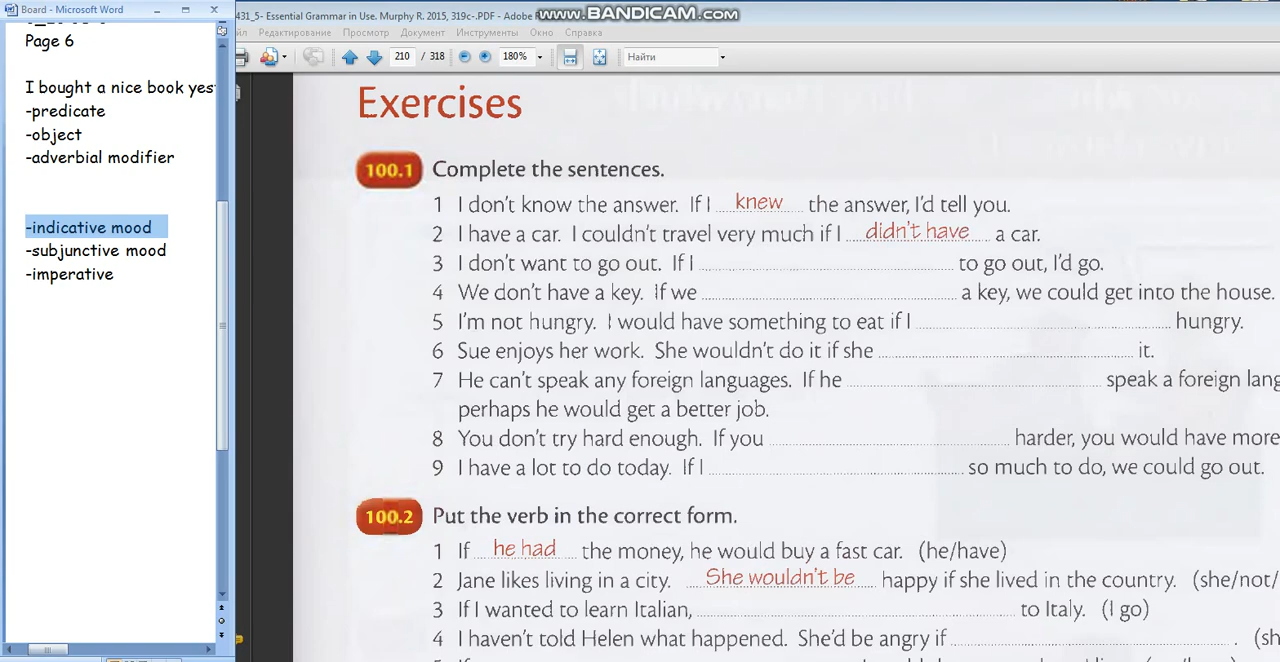 Board - Microsoft Word
431_5- Essential Grammar in Use. Murphy R. 2015, 319c-.PDF - Adobe
www.BANDICAM.com
Редактирование Просмотр Документ Инструменты Окно Справка
210 / 318 180% Найти
Page 6
I bought a nice book yes
-predicate
-object
-adverbial modifier
-indicative mood
-subjunctive mood
-imperative
Exercises
100.1 Complete the sentences.
1 I don't know the answer. If I knew the answer, I'd tell you.
2 I have a car. I couldn't travel very much if I didn't have a car.
3 I don't want to go out. If I to go out, I'd go.
4 We don't have a key. If we a key, we could get into the house.
5 I'm not hungry. I would have something to eat if I hungry.
6 Sue enjoys her work. She wouldn't do it if she it.
7 He can't speak any foreign languages. If he speak a foreign lang
perhaps he would get a better job.
8 You don't try hard enough. If you harder, you would have more
9 I have a lot to do today. If I so much to do, we could go out.
100.2 Put the verb in the correct form.
1 If he had the money, he would buy a fast car. (he/have)
2 Jane likes living in a city. She wouldn't be happy if she lived in the country. (she/not/
3 If I wanted to learn Italian, to Italy. (I go)
4 I haven't told Helen what happened. She'd be angry if . (sh